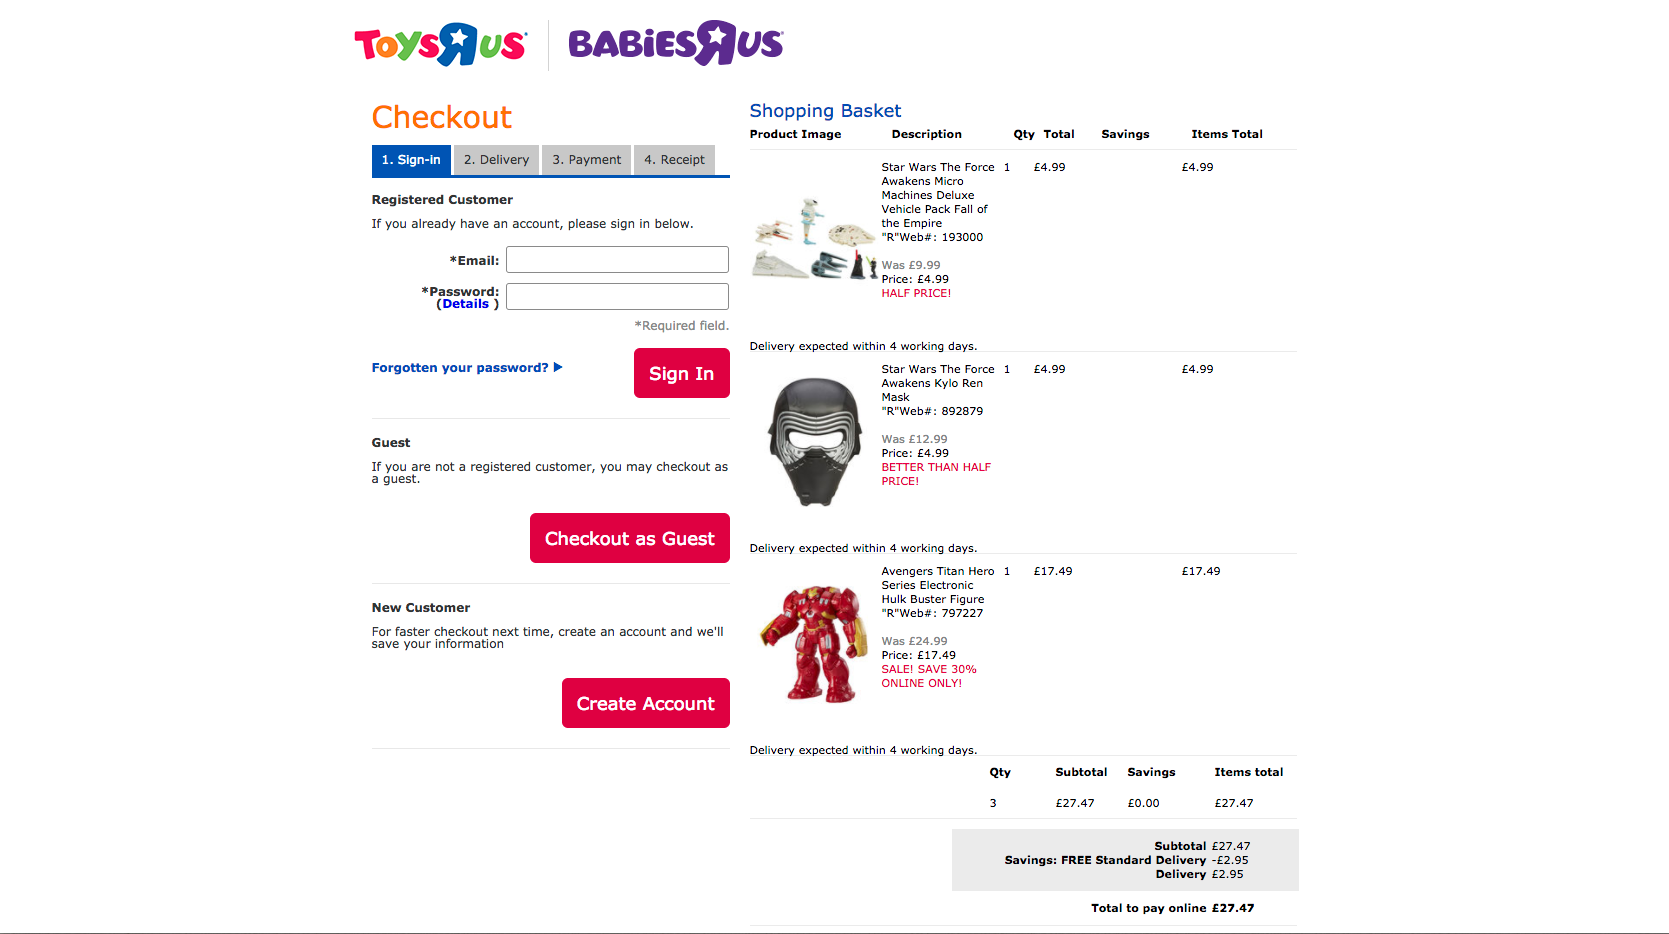 TOYSRUS
BABIESRUS
Checkout
1. Sign-in
2. Delivery
3. Payment
4. Receipt
Registered Customer
If you already have an account, please sign in below.
*Email:
*Password:
(Details )
*Required field.
Forgotten your password?
Sign In
Guest
If you are not a registered customer, you may checkout as
a guest.
Checkout as Guest
New Customer
For faster checkout next time, create an account and we'll
save your information
Create Account
Shopping Basket
Product Image Description Qty Total Savings Items Total
Star Wars The Force 1 £4.99 £4.99
Awakens Micro
Machines Deluxe
Vehicle Pack Fall of
the Empire
"R"Web#: 193000
Was £9.99
Price: £4.99
HALF PRICE!
Delivery expected within 4 working days.
Star Wars The Force 1 £4.99 £4.99
Awakens Kylo Ren
Mask
"R"Web#: 892879
Was £12.99
Price: £4.99
BETTER THAN HALF
PRICE!
Delivery expected within 4 working days.
Avengers Titan Hero 1 £17.49 £17.49
Series Electronic
Hulk Buster Figure
"R"Web#: 797227
Was £24.99
Price: £17.49
SALE! SAVE 30%
ONLINE ONLY!
Delivery expected within 4 working days.
Qty Subtotal Savings Items total
3 £27.47 £0.00 £27.47
Subtotal £27.47
Savings: FREE Standard Delivery -£2.95
Delivery £2.95
Total to pay online £27.47